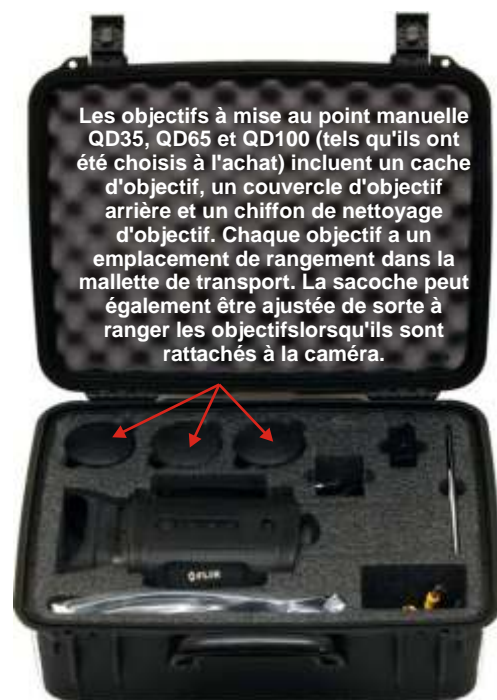 Les objectifs à mise au point manuelle
QD35, QD65 et QD100 (tels qu'ils ont
été choisis à l'achat) incluent un cache
d'objectif, un couvercle d'objectif
arrière et un chiffon de nettoyage
d'objectif. Chaque objectif a un
emplacement de rangement dans la
mallette de transport. La sacoche peut
également être ajustée de sorte à
ranger les objectifslorsqu'ils sont
rattachés à la caméra.
FLIR